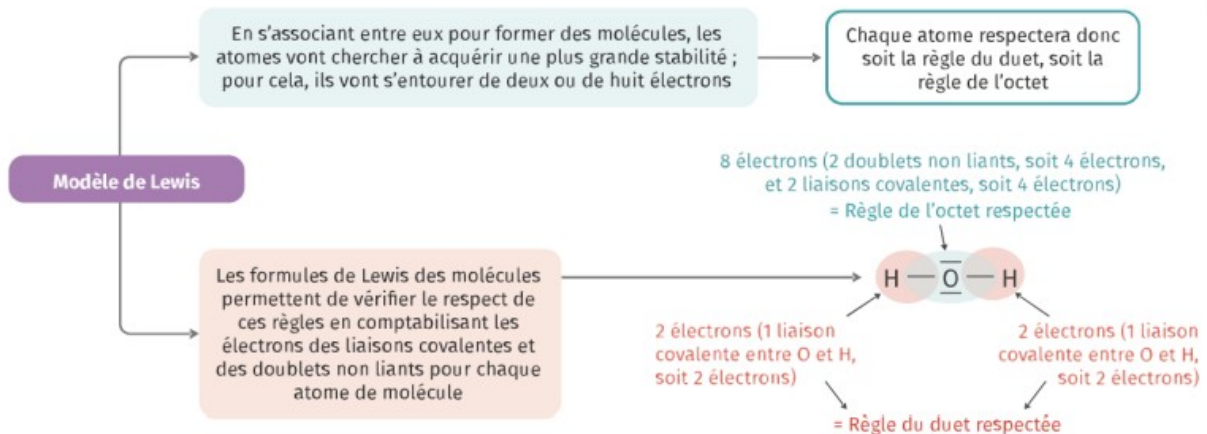 En s'associant entre eux pour former des molécules, les
atomes vont chercher à acquérir une plus grande stabilité ;
pour cela, ils vont s'entourer de deux ou de huit électrons
Chaque atome respectera donc
soit la règle du duet, soit la
règle de l'octet
Modèle de Lewis
8 électrons (2 doublets non liants, soit 4 électrons,
et 2 liaisons covalentes, soit 4 électrons)
= Règle de l'octet respectée
Les formules de Lewis des molécules
permettent de vérifier le respect de
ces règles en comptabilisant les
électrons des liaisons covalentes et
des doublets non liants pour chaque
atome de molécule
H — O — H
2 électrons (1 liaison
covalente entre O et H,
soit 2 électrons)
2 électrons (1 liaison
covalente entre O et H,
soit 2 électrons)
= Règle du duet respectée